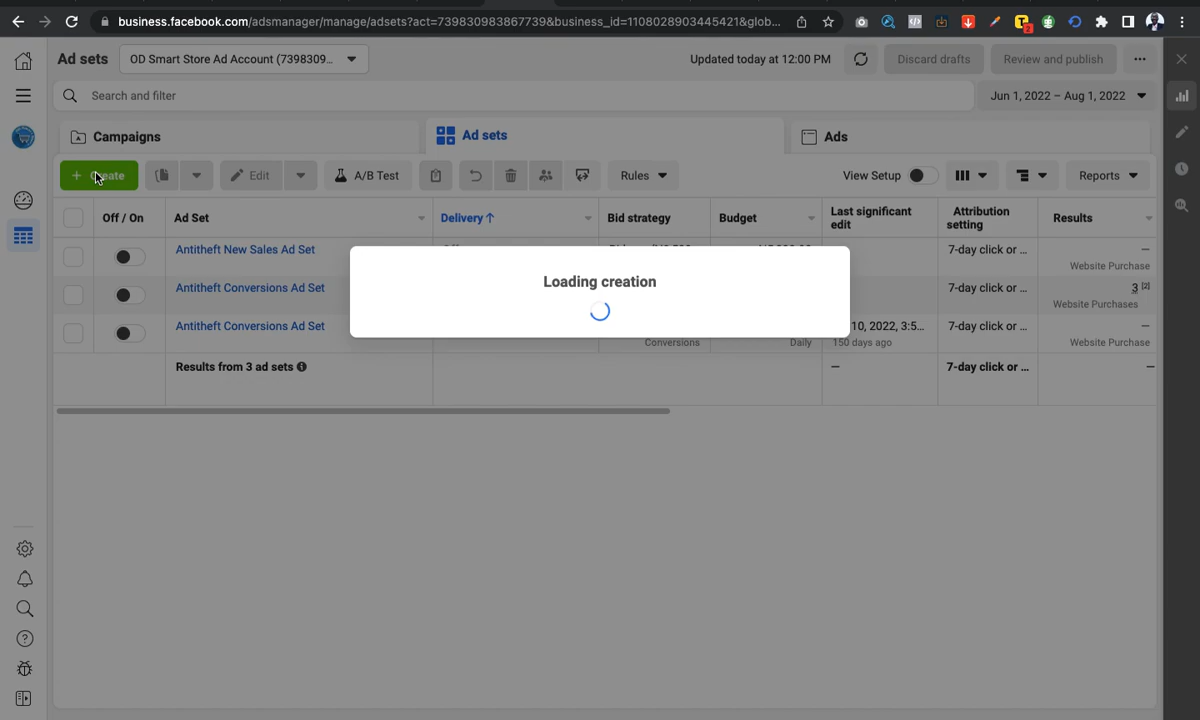 business.facebook.com/adsmanager/manage/adsets?act=739830983867739&business_id=1108028903445421&glob...
2
Ad sets
OD Smart Store Ad Account (7398309...
Updated today at 12:00 PM
Discard drafts
Review and publish
Search and filter
Jun 1, 2022 – Aug 1, 2022
Campaigns
Ad sets
Ads
+ Create
Edit
A/B Test
Rules
View Setup
Reports
Off / On
Ad Set
Delivery ↑
Bid strategy
Budget
Last significant edit
Attribution setting
Results
Antitheft New Sales Ad Set
7-day click or ...
—
Website Purchase
Antitheft Conversions Ad Set
7-day click or ...
3 [2]
Website Purchases
Antitheft Conversions Ad Set
Conversions
Daily
10, 2022, 3:5...
150 days ago
7-day click or ...
—
Website Purchase
Results from 3 ad sets
—
7-day click or ...
—
Loading creation